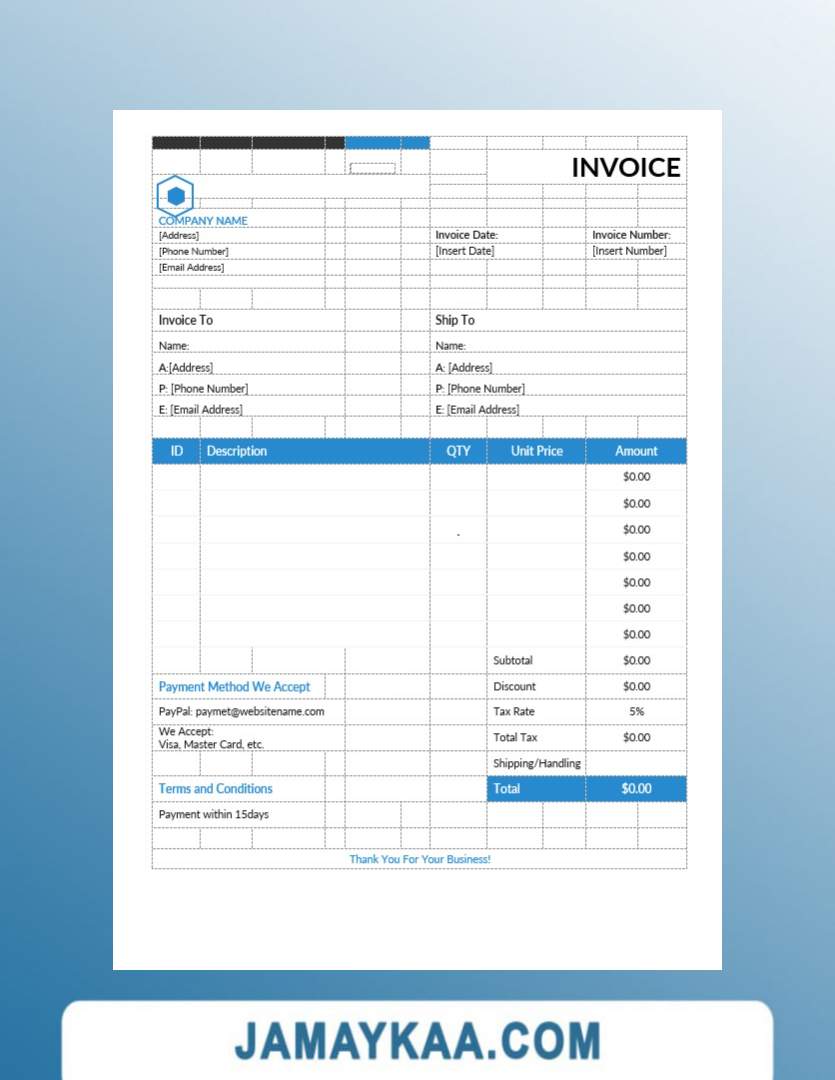 INVOICE
COMPANY NAME
[Address]
Invoice Date: Invoice Number:
[Phone Number] [Insert Date] [Insert Number]
[Email Address]
Invoice To Ship To
Name: Name:
A:[Address] A: [Address]
P: [Phone Number] P: [Phone Number]
E: [Email Address] E: [Email Address]
ID Description QTY Unit Price Amount
$0.00
$0.00
$0.00
$0.00
$0.00
$0.00
$0.00
Subtotal $0.00
Payment Method We Accept Discount $0.00
PayPal: paymet@websitename.com Tax Rate 5%
We Accept:
Visa, Master Card, etc. Total Tax $0.00
Shipping/Handling
Terms and Conditions Total $0.00
Payment within 15days
Thank You For Your Business!
JAMAYKAA.COM